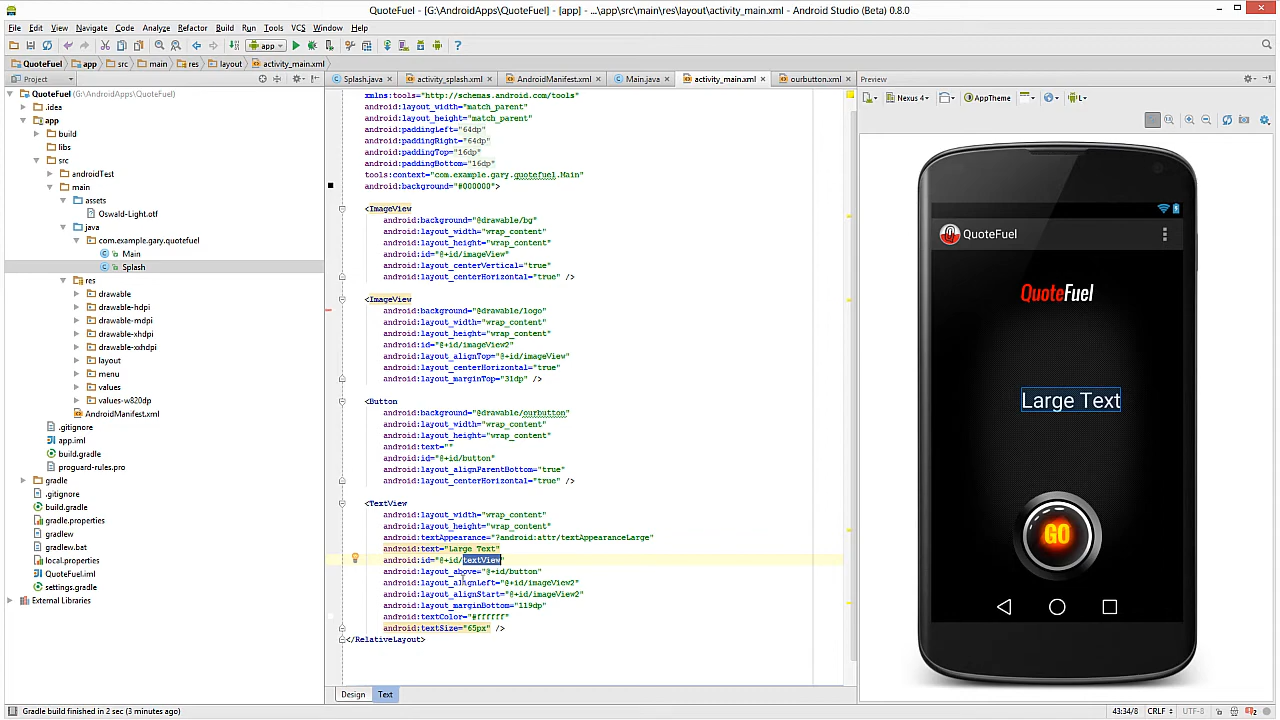 QuoteFuel - [G:\AndroidApps\QuoteFuel] - [app] - ...\app\src\main\res\layout\activity_main.xml - Android Studio (Beta) 0.8.0
File Edit View Navigate Code Analyze Refactor Build Run Tools VCS Window Help
app
QuoteFuel app src main res layout activity_main.xml
Project
Splash.java activity_splash.xml AndroidManifest.xml Main.java activity_main.xml ourbutton.xml
Preview
QuoteFuel (G:\AndroidApps\QuoteFuel)
.idea
app
build
libs
src
androidTest
main
assets
Oswald-Light.otf
java
com.example.gary.quotefuel
Main
Splash
res
drawable
drawable-hdpi
drawable-mdpi
drawable-xhdpi
drawable-xxhdpi
layout
menu
values
values-w820dp
AndroidManifest.xml
.gitignore
app.iml
build.gradle
proguard-rules.pro
gradle
.gitignore
build.gradle
gradle.properties
gradlew
gradlew.bat
local.properties
QuoteFuel.iml
settings.gradle
External Libraries
xmlns:tools="http://schemas.android.com/tools"
android:layout_width="match_parent"
android:layout_height="match_parent"
android:paddingLeft="64dp"
android:paddingRight="64dp"
android:paddingTop="16dp"
android:paddingBottom="16dp"
tools:context="com.example.gary.quotefuel.Main"
android:background="#000000">
<ImageView
android:background="@drawable/bg"
android:layout_width="wrap_content"
android:layout_height="wrap_content"
android:id="@+id/imageView"
android:layout_centerVertical="true"
android:layout_centerHorizontal="true" />
<ImageView
android:background="@drawable/logo"
android:layout_width="wrap_content"
android:layout_height="wrap_content"
android:id="@+id/imageView2"
android:layout_alignTop="@+id/imageView"
android:layout_centerHorizontal="true"
android:layout_marginTop="31dp" />
<Button
android:background="@drawable/ourbutton"
android:layout_width="wrap_content"
android:layout_height="wrap_content"
android:text=""
android:id="@+id/button"
android:layout_alignParentBottom="true"
android:layout_centerHorizontal="true" />
<TextView
android:layout_width="wrap_content"
android:layout_height="wrap_content"
android:textAppearance="?android:attr/textAppearanceLarge"
android:text="Large Text"
android:id="@+id/textView"
android:layout_above="@+id/button"
android:layout_alignLeft="@+id/imageView2"
android:layout_alignStart="@+id/imageView2"
android:layout_marginBottom="119dp"
android:textColor="#ffffff"
android:textSize="65px" />
</RelativeLayout>
Design Text
Nexus 4 AppTheme L
QuoteFuel
QuoteFuel
Large Text
GO
Gradle build finished in 2 sec (3 minutes ago)
43:34/8 CRLF UTF-8 2